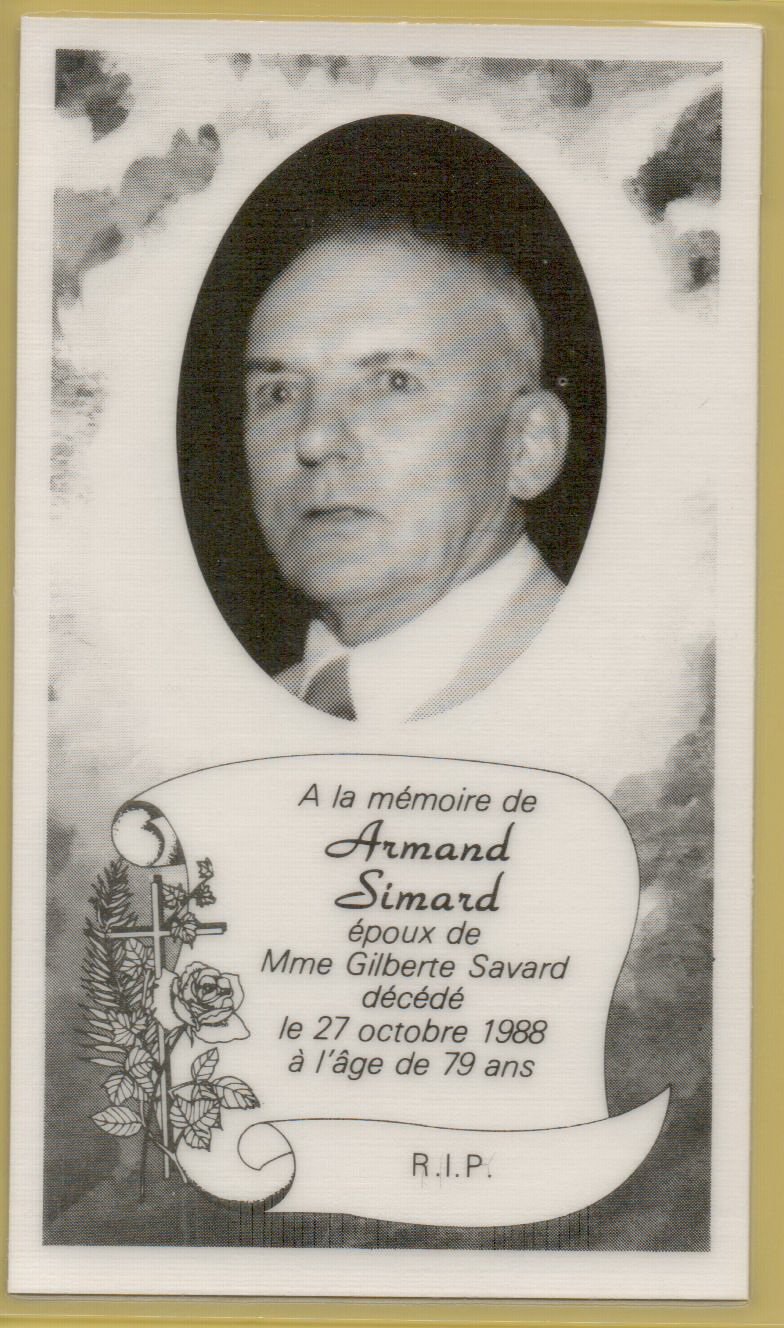 A la mémoire de
Armand
Simard
époux de
Mme Gilberte Savard
décédé
le 27 octobre 1988
à l'âge de 79 ans
R.I.P.